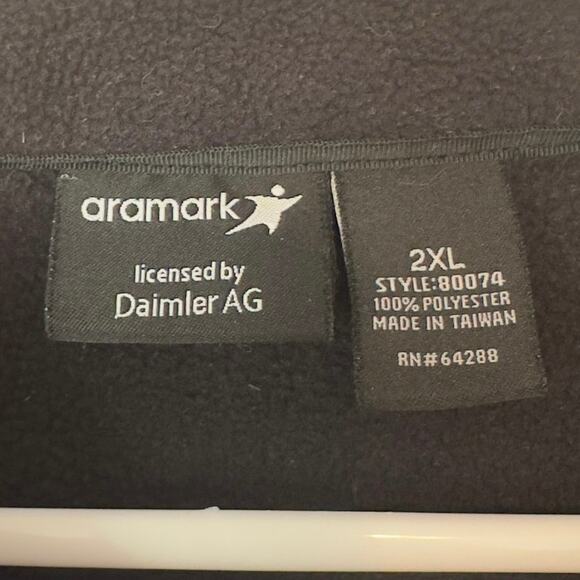 aramark
licensed by
Daimler AG
2XL
STYLE:80074
100% POLYESTER
MADE IN TAIWAN
RN#64288